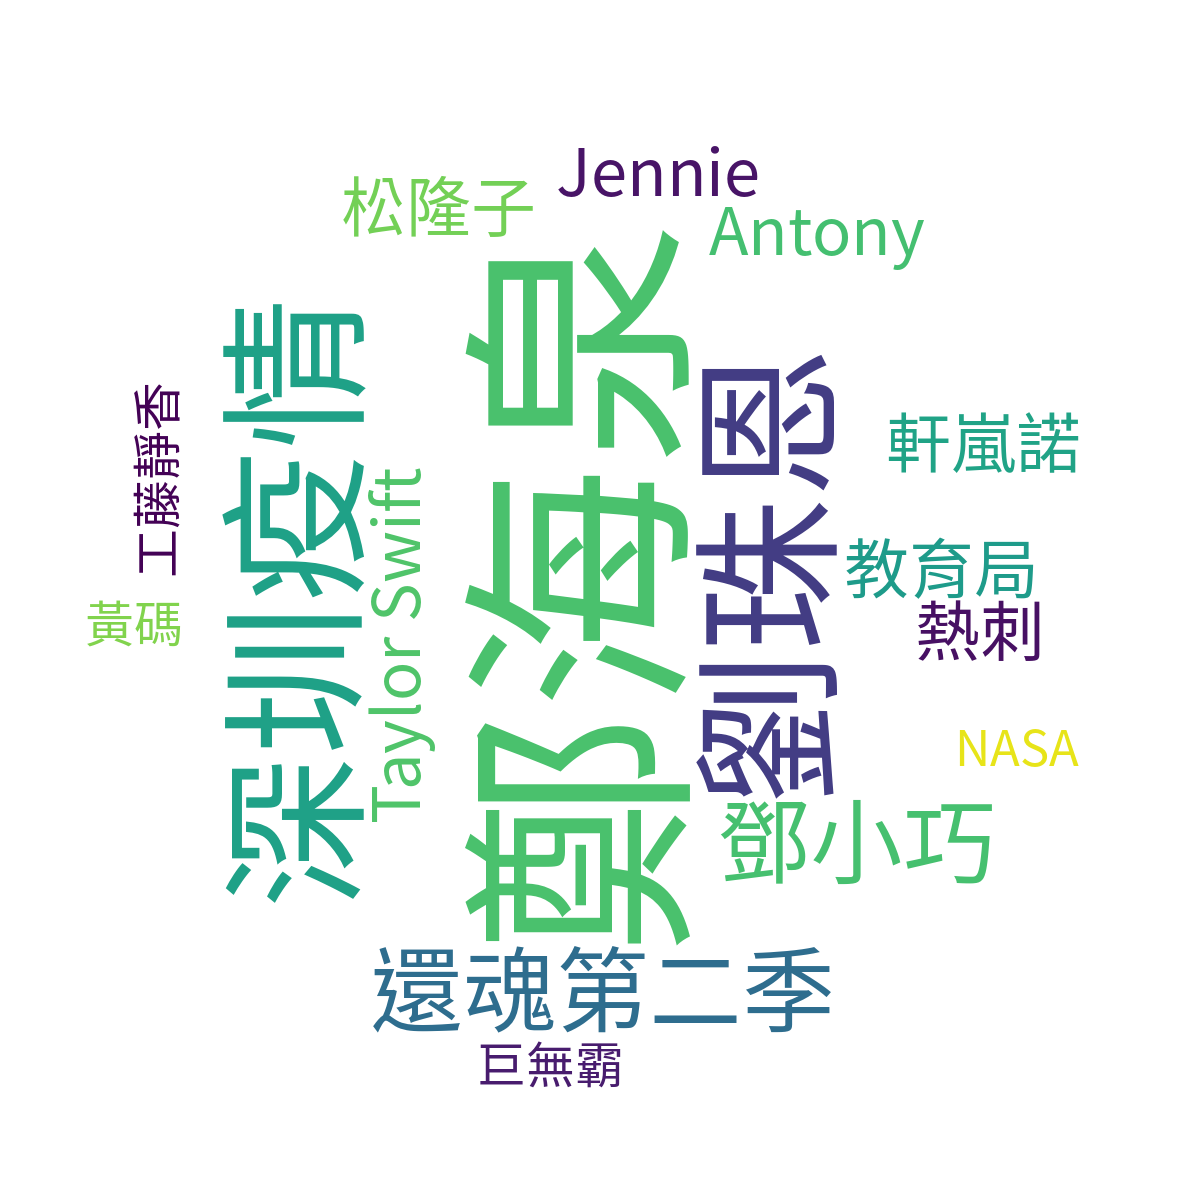 Jennie
松隆子
Antony
鄭海泉
深圳疫情
劉珠恩
工藤靜香
軒嵐諾
Taylor Swift
教育局
黃碼
熱刺
NASA
鄧小巧
還魂第二季
巨無霸